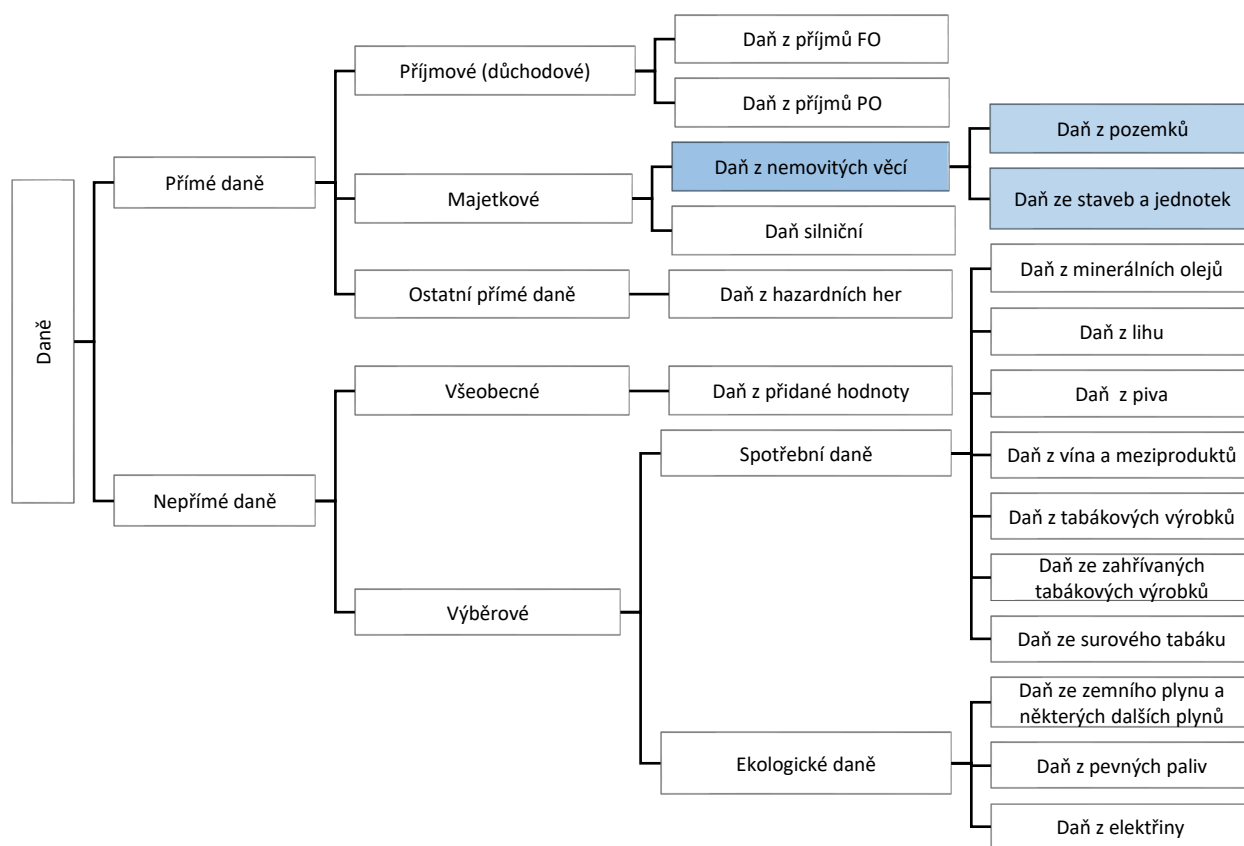 Daně
Přímé daně
Příjmové (důchodové)
Daň z příjmů FO
Daň z příjmů PO
Majetkové
Daň z nemovitých věcí
Daň z pozemků
Daň ze staveb a jednotek
Daň silniční
Ostatní přímé daně
Daň z hazardních her
Nepřímé daně
Všeobecné
Daň z přidané hodnoty
Výběrové
Spotřební daně
Daň z minerálních olejů
Daň z lihu
Daň  z piva
Daň z vína a meziproduktů
Daň z tabákových výrobků
Daň ze zahřívaných
tabákových výrobků
Daň ze surového tabáku
Ekologické daně
Daň ze zemního plynu a
některých dalších plynů
Daň z pevných paliv
Daň z elektřiny